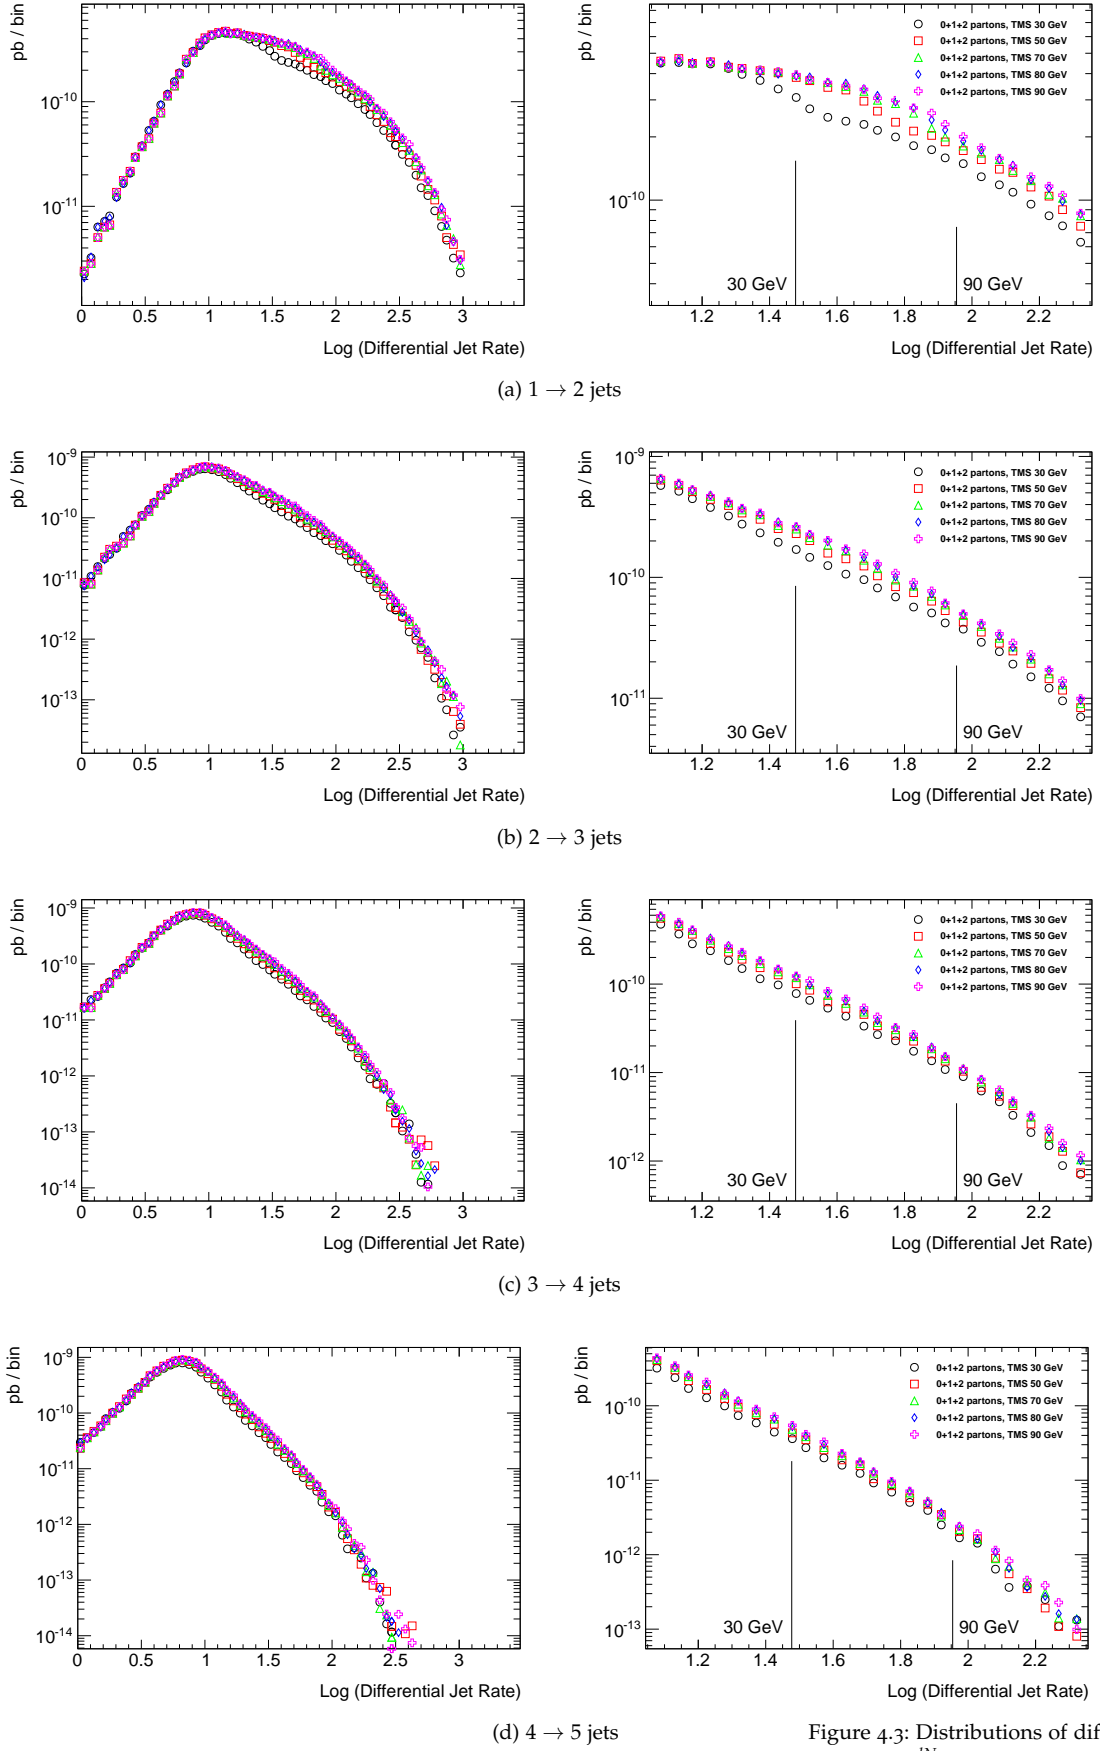 pb / bin
10⁻¹⁰
10⁻¹¹
0 0.5 1 1.5 2 2.5 3
Log (Differential Jet Rate)
pb / bin
0+1+2 partons, TMS 30 GeV
0+1+2 partons, TMS 50 GeV
0+1+2 partons, TMS 70 GeV
0+1+2 partons, TMS 80 GeV
0+1+2 partons, TMS 90 GeV
10⁻¹⁰
30 GeV 90 GeV
1.2 1.4 1.6 1.8 2 2.2
Log (Differential Jet Rate)
(a) 1 → 2 jets
pb / bin
10⁻⁹
10⁻¹⁰
10⁻¹¹
10⁻¹²
10⁻¹³
0 0.5 1 1.5 2 2.5 3
Log (Differential Jet Rate)
pb / bin
10⁻⁹
0+1+2 partons, TMS 30 GeV
0+1+2 partons, TMS 50 GeV
0+1+2 partons, TMS 70 GeV
0+1+2 partons, TMS 80 GeV
0+1+2 partons, TMS 90 GeV
10⁻¹⁰
10⁻¹¹
30 GeV 90 GeV
1.2 1.4 1.6 1.8 2 2.2
Log (Differential Jet Rate)
(b) 2 → 3 jets
pb / bin
10⁻⁹
10⁻¹⁰
10⁻¹¹
10⁻¹²
10⁻¹³
10⁻¹⁴
0 0.5 1 1.5 2 2.5 3
Log (Differential Jet Rate)
pb / bin
0+1+2 partons, TMS 30 GeV
0+1+2 partons, TMS 50 GeV
0+1+2 partons, TMS 70 GeV
0+1+2 partons, TMS 80 GeV
0+1+2 partons, TMS 90 GeV
10⁻¹⁰
10⁻¹¹
10⁻¹²
30 GeV 90 GeV
1.2 1.4 1.6 1.8 2 2.2
Log (Differential Jet Rate)
(c) 3 → 4 jets
pb / bin
10⁻⁹
10⁻¹⁰
10⁻¹¹
10⁻¹²
10⁻¹³
10⁻¹⁴
0 0.5 1 1.5 2 2.5 3
Log (Differential Jet Rate)
pb / bin
0+1+2 partons, TMS 30 GeV
0+1+2 partons, TMS 50 GeV
0+1+2 partons, TMS 70 GeV
0+1+2 partons, TMS 80 GeV
0+1+2 partons, TMS 90 GeV
10⁻¹⁰
10⁻¹¹
10⁻¹²
10⁻¹³
30 GeV 90 GeV
1.2 1.4 1.6 1.8 2 2.2
Log (Differential Jet Rate)
(d) 4 → 5 jets
Figure 4.3: Distributions of dif